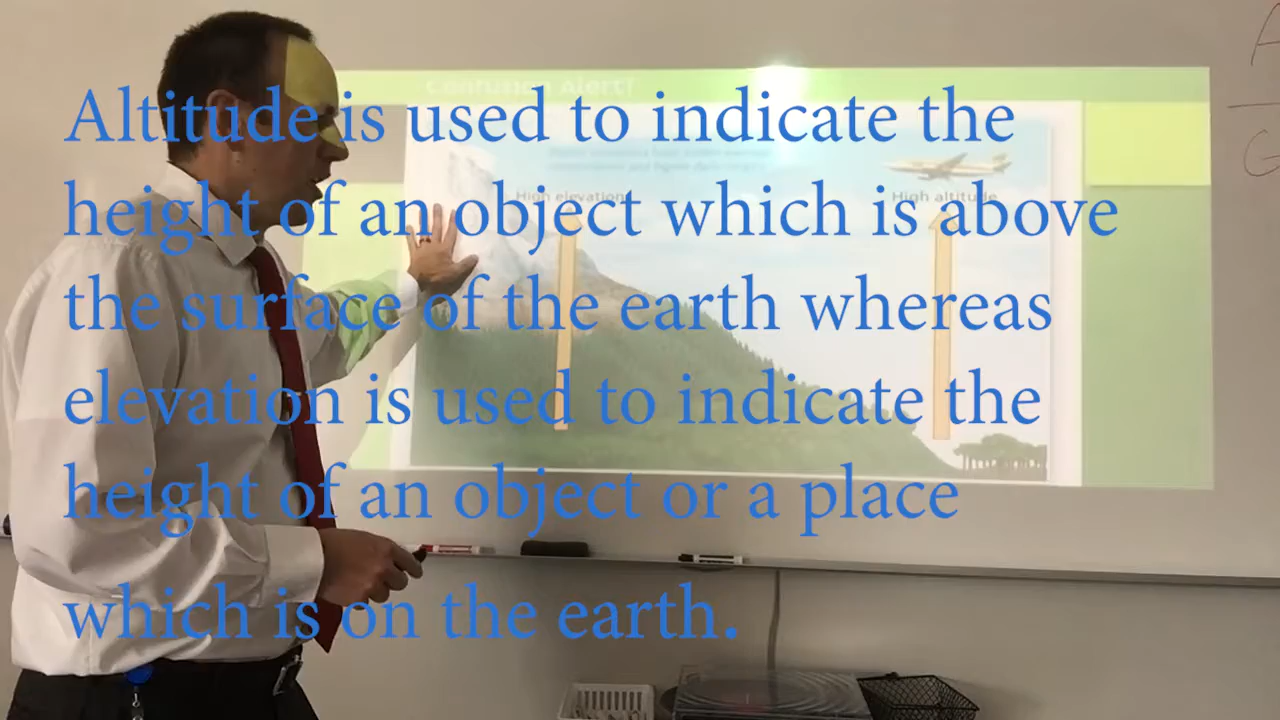 Confusion Alert!
High elevation
High altitude
Altitude is used to indicate the
height of an object which is above
the surface of the earth whereas
elevation is used to indicate the
height of an object or a place
which is on the earth.